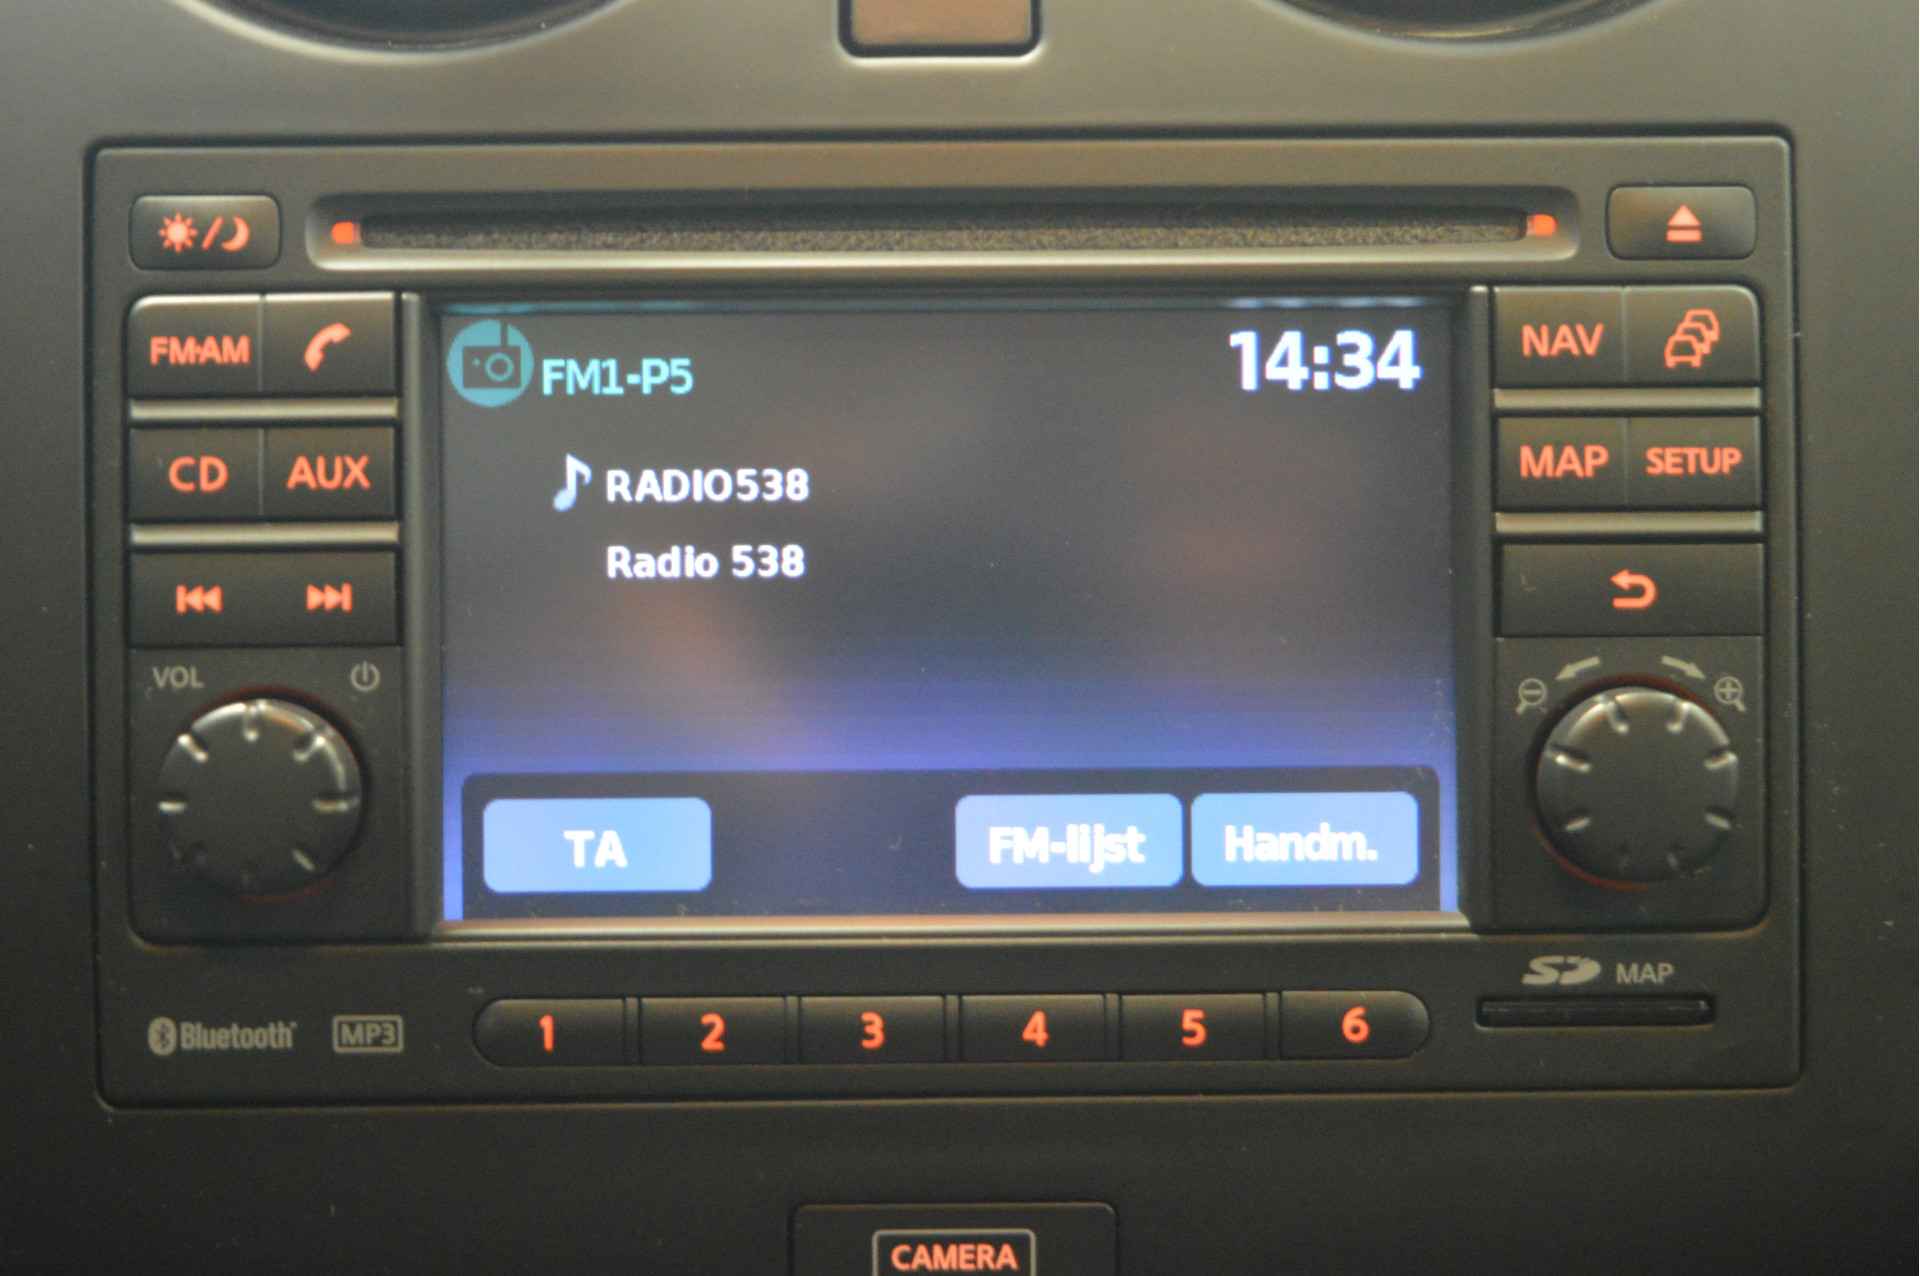 FM·AM
CD
AUX
VOL
FM1-P5
14:34
RADIO538
Radio 538
TA
FM-lijst
Handm.
NAV
MAP
SETUP
Bluetooth
MP3
1
2
3
4
5
6
SD MAP
CAMERA